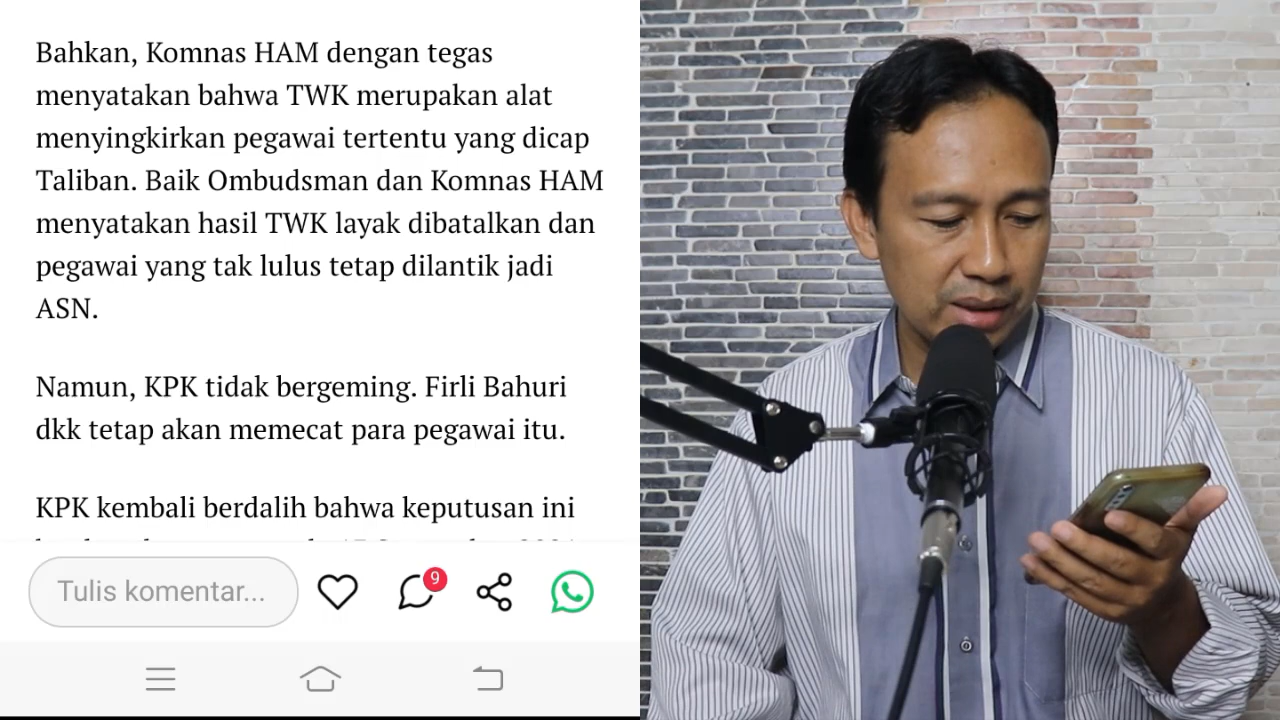 Bahkan, Komnas HAM dengan tegas
menyatakan bahwa TWK merupakan alat
menyingkirkan pegawai tertentu yang dicap
Taliban. Baik Ombudsman dan Komnas HAM
menyatakan hasil TWK layak dibatalkan dan
pegawai yang tak lulus tetap dilantik jadi
ASN.
Namun, KPK tidak bergeming. Firli Bahuri
dkk tetap akan memecat para pegawai itu.
KPK kembali berdalih bahwa keputusan ini
Tulis komentar...
9